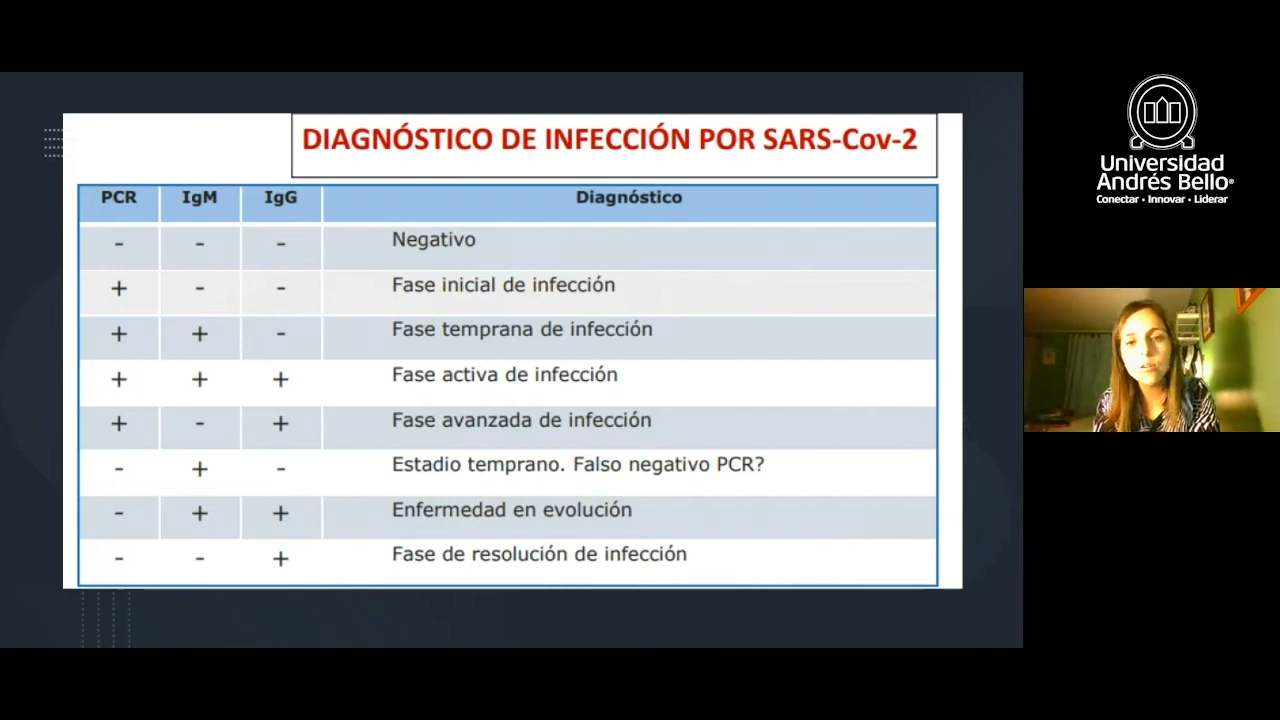 DIAGNÓSTICO DE INFECCIÓN POR SARS-Cov-2
PCR IgM IgG Diagnóstico
- - - Negativo
+ - - Fase inicial de infección
+ + - Fase temprana de infección
+ + + Fase activa de infección
+ - + Fase avanzada de infección
- + - Estadio temprano. Falso negativo PCR?
- + + Enfermedad en evolución
- - + Fase de resolución de infección
Universidad
Andrés Bello®
Conectar • Innovar • Liderar